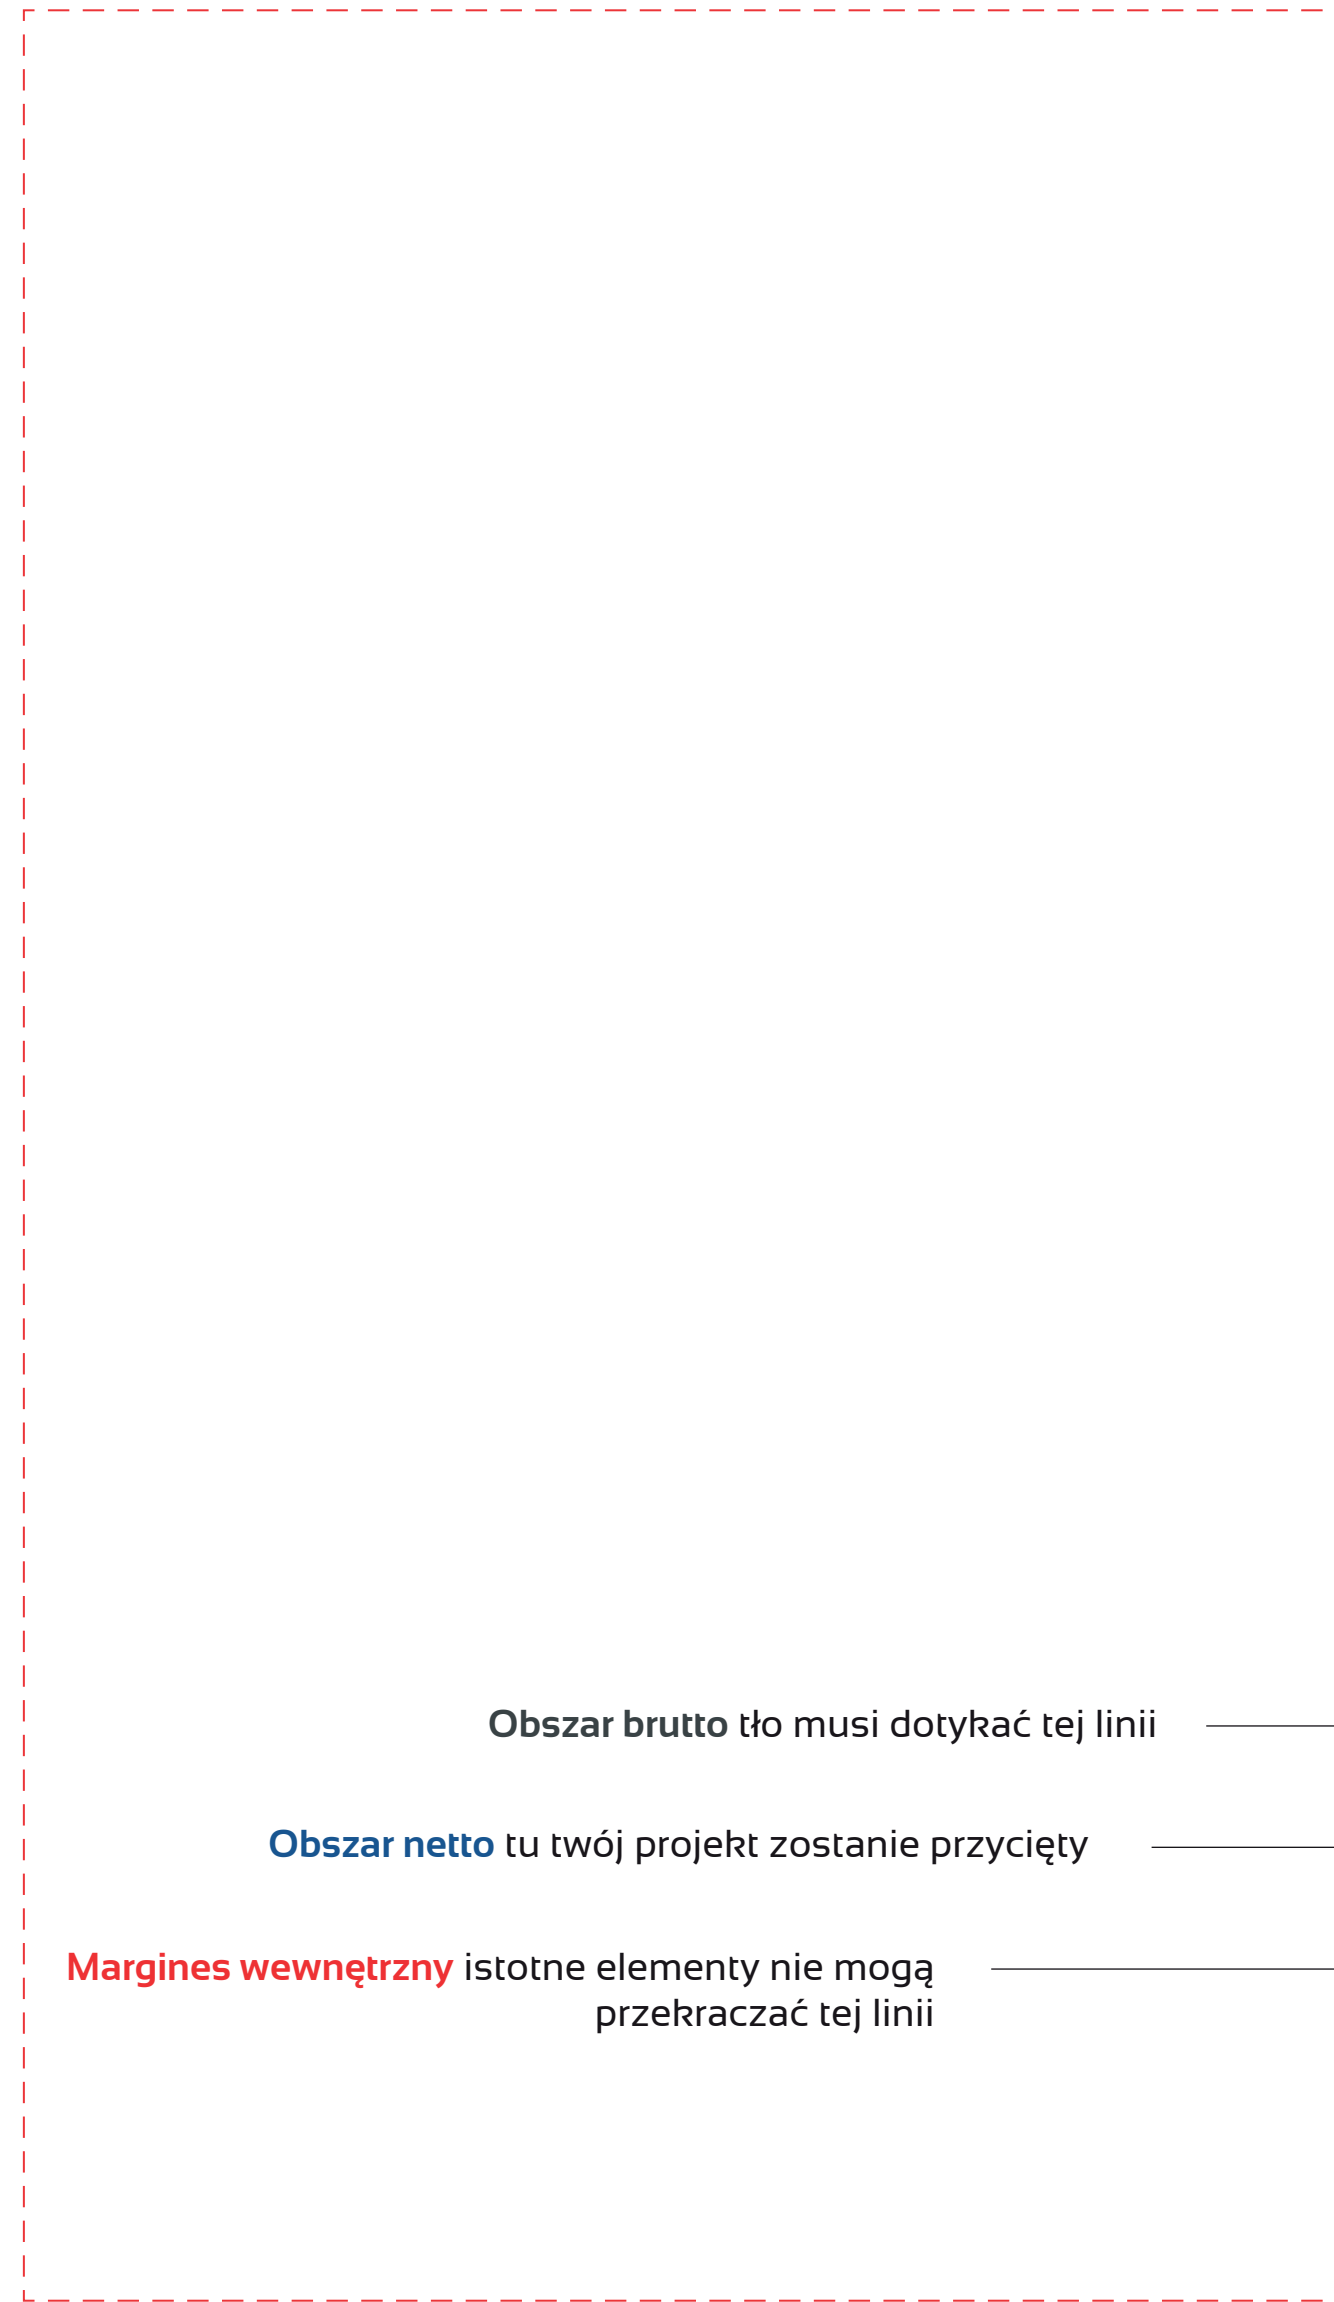 Obszar brutto tło musi dotykać tej linii
Obszar netto tu twój projekt zostanie przycięty
Margines wewnętrzny istotne elementy nie mogą
przekraczać tej linii